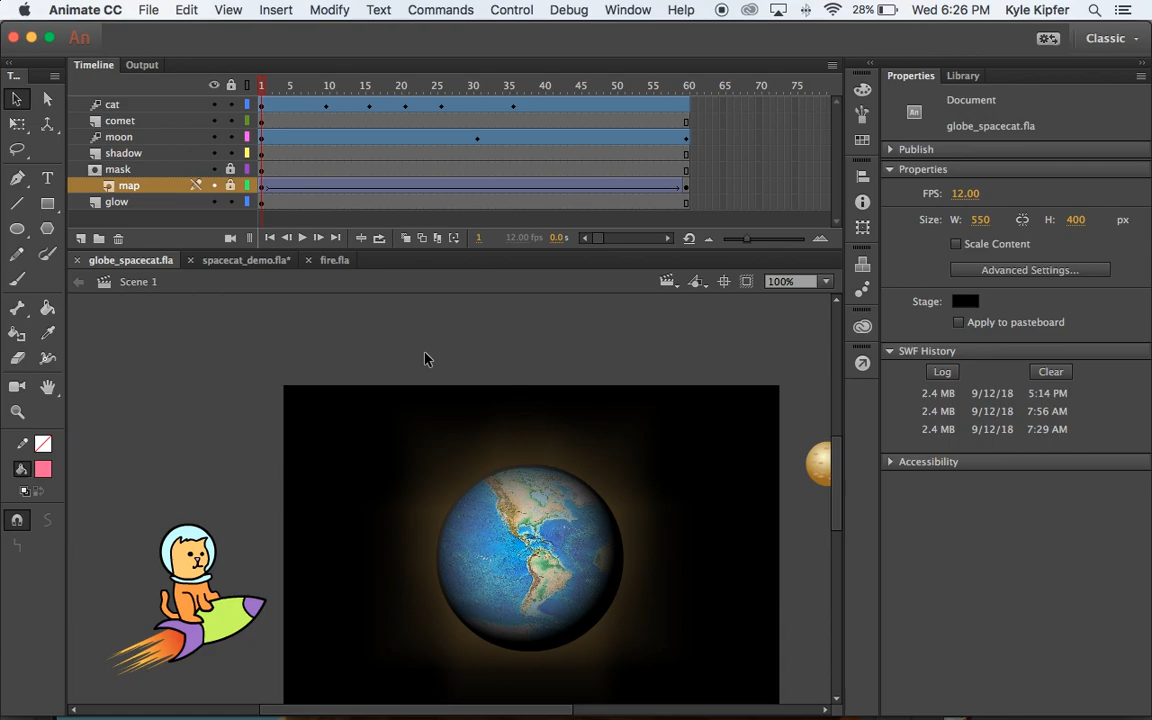 Animate CC File Edit View Insert Modify Text Commands Control Debug Window Help 28% Wed 6:26 PM Kyle Kipfer
An Classic
Timeline Output
T...
1 5 10 15 20 25 30 35 40 45 50 55 60 65 70 75
cat
comet
moon
shadow
mask
map
glow
1 12.00 fps 0.0 s
globe_spacecat.fla spacecat_demo.fla* fire.fla
Scene 1 100%
Properties Library
Document
An
globe_spacecat.fla
Publish
Properties
FPS: 12.00
Size: W: 550 H: 400 px
Scale Content
Advanced Settings...
Stage:
Apply to pasteboard
SWF History
Log Clear
2.4 MB 9/12/18 5:14 PM
2.4 MB 9/12/18 7:56 AM
2.4 MB 9/12/18 7:29 AM
Accessibility